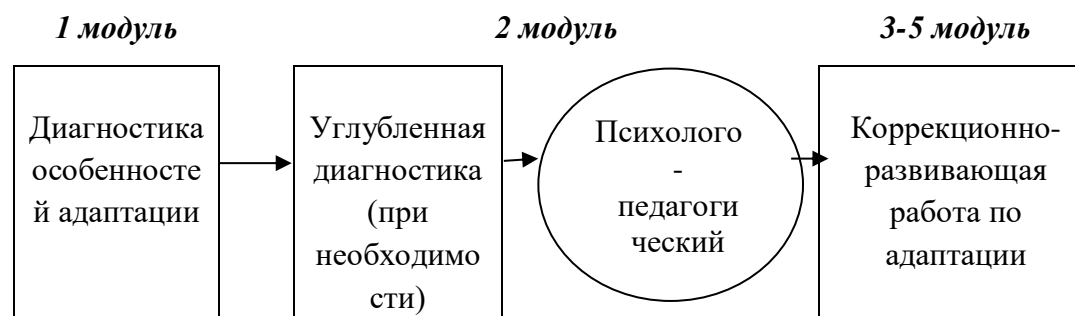 1 модуль
2 модуль
3-5 модуль
Диагностика
особенносте
й адаптации
Углубленная
диагностика
(при
необходимо
сти)
Психолого
-
педагоги
ческий
Коррекционно-
развивающая
работа по
адаптации